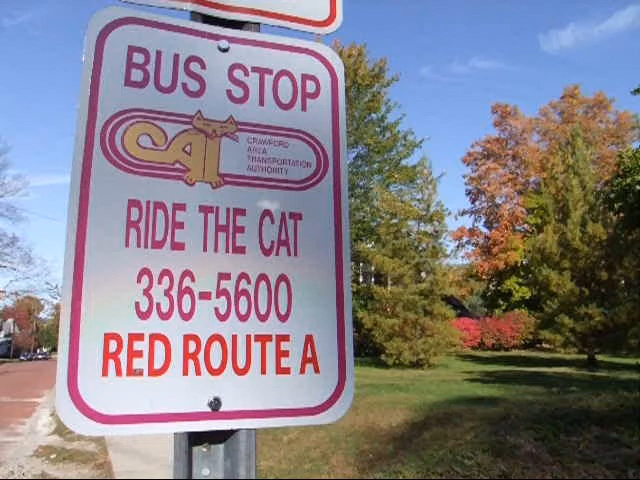 BUS STOP
CAT
CRAWFORD
AREA
TRANSPORTATION
AUTHORITY
RIDE THE CAT
336-5600
RED ROUTE A